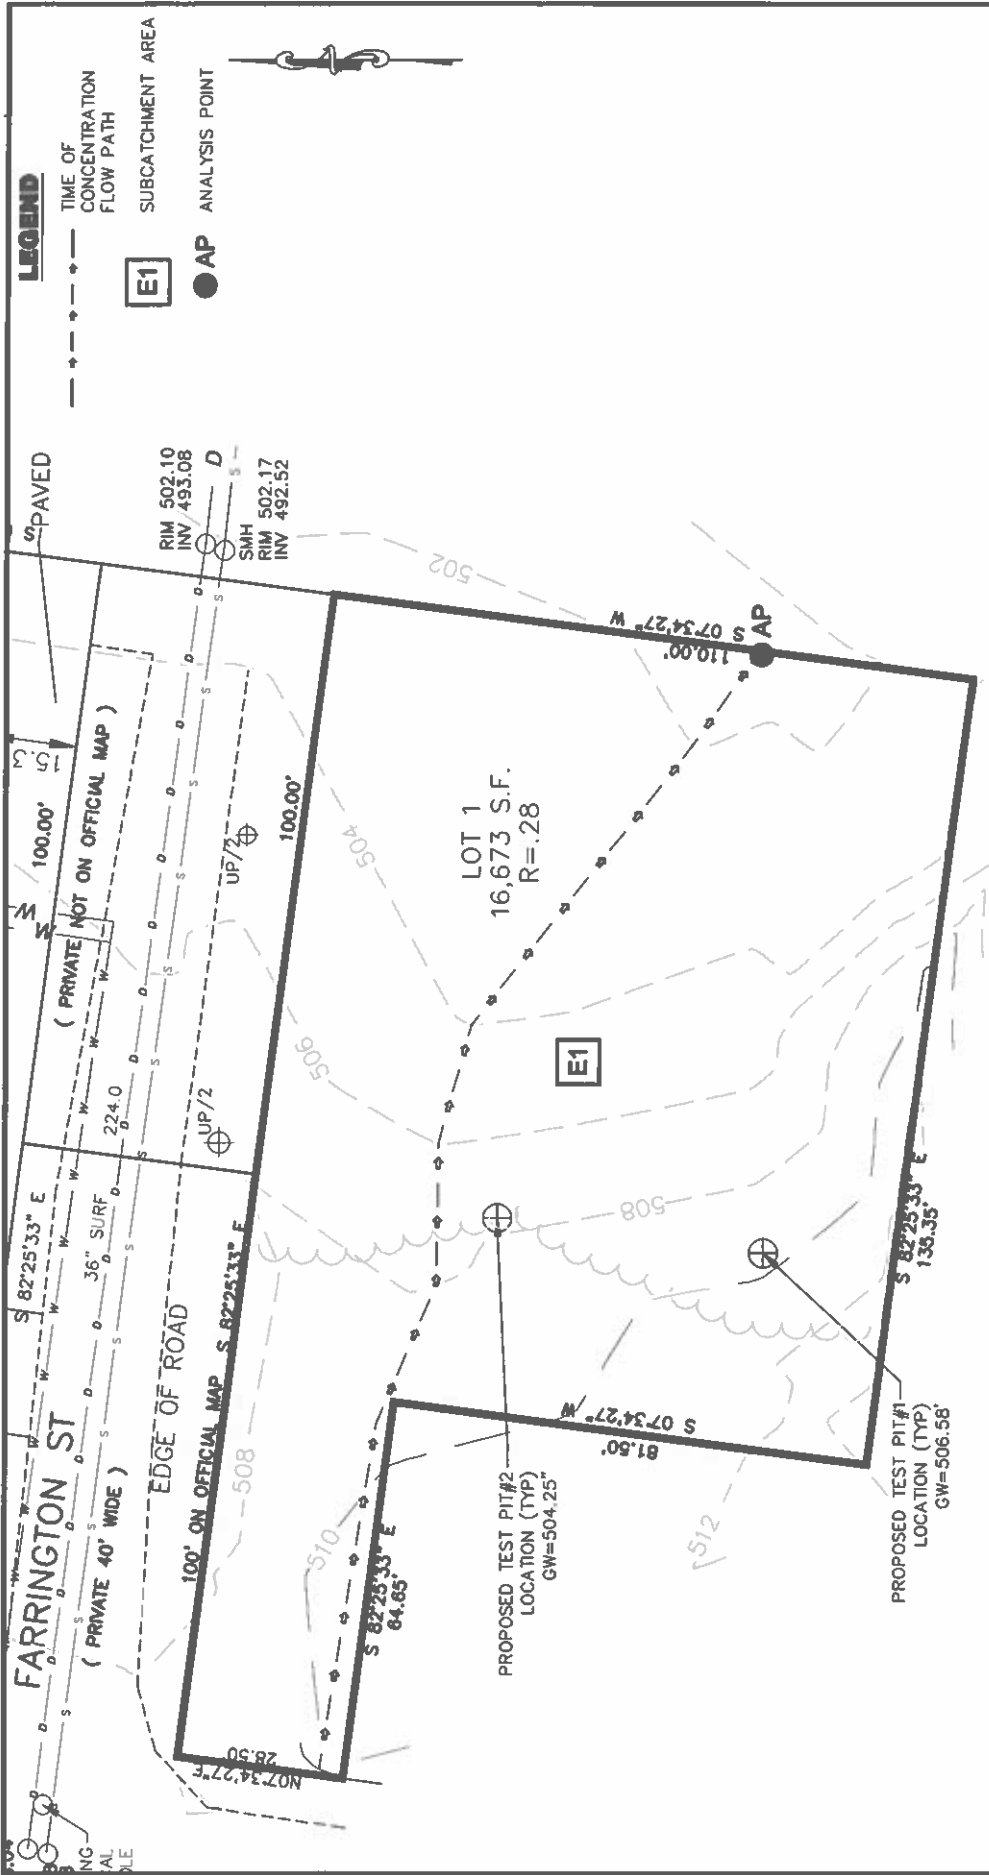 LEGEND
TIME OF
CONCENTRATION
FLOW PATH
E1
SUBCATCHMENT AREA
AP
ANALYSIS POINT
PAVED
RIM 502.10
INV 493.08
D
SMH
RIM 502.17
INV 492.52
S
15.3
100.00'
( PRIVATE NOT ON OFFICIAL MAP )
W
UP/2
100.00'
502
504
506
508
S 07°34'27" W
110.00'
AP
LOT 1
16,673 S.F.
R=.28
E1
S 82°25'33" E
224.0
36" SURF
UP/2
FARRINGTON ST
( PRIVATE 40' WIDE )
EDGE OF ROAD
100' ON OFFICIAL MAP
S 82°25'33" E
508
510
512
S 82°25'33" E
64.65'
S 07°34'27" W
81.50'
S 82°25'33" E
135.35'
N07°34'27"E
28.50
PROPOSED TEST PIT#2
LOCATION (TYP)
GW=504.25"
PROPOSED TEST PIT#1
LOCATION (TYP)
GW=506.58'